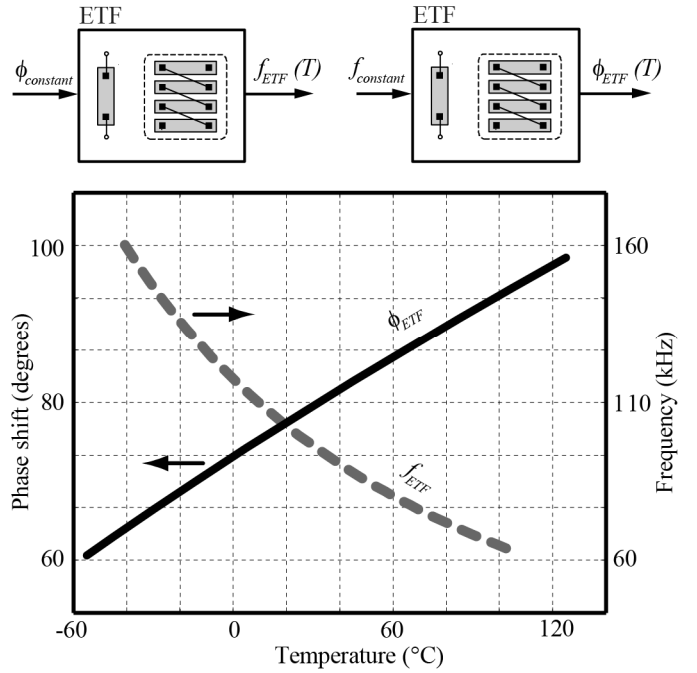 ETF
ETF
ϕconstant
fETF (T)
fconstant
ϕETF (T)
100
80
60
Phase shift (degrees)
160
110
60
Frequency (kHz)
ϕETF
fETF
-60
0
60
120
Temperature (°C)